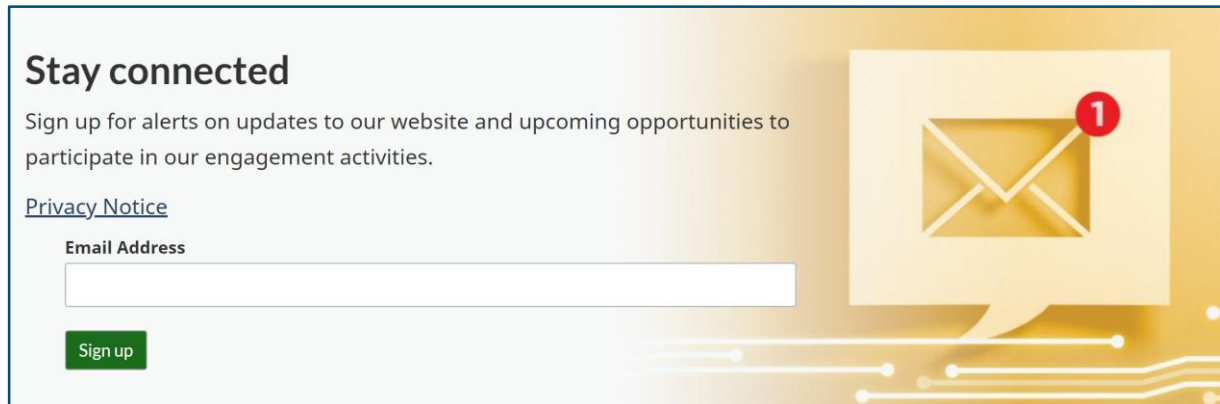 Stay connected
Sign up for alerts on updates to our website and upcoming opportunities to
participate in our engagement activities.
Privacy Notice
Email Address
Sign up
1